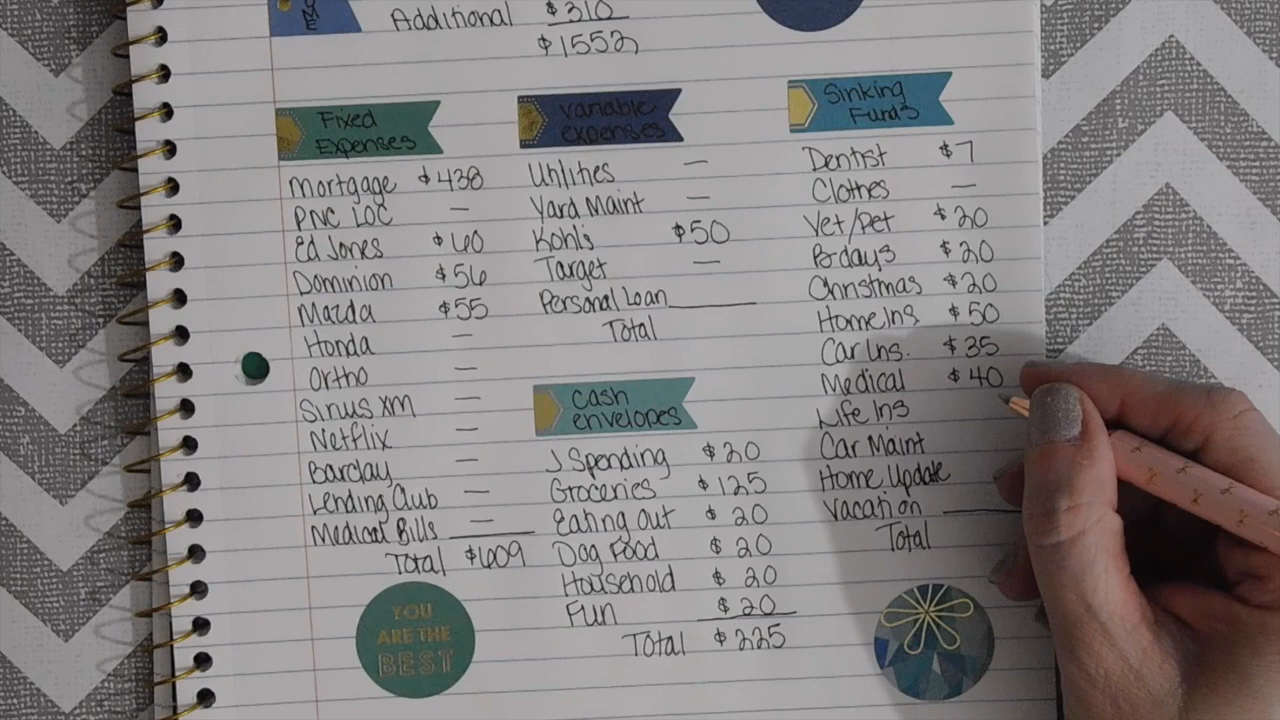 Additional $310
$1552
Fixed
Expenses
Mortgage $438
PNC LOC —
Ed Jones $60
Dominion $56
Mazda $55
Honda —
Ortho —
Sirius xm —
Netflix —
Barclay —
Lending Club —
Medical Bills —
Total $609
YOU
ARE THE
BEST
Variable
expenses
Utilities —
Yard Maint —
Kohl's $50
Target —
Personal Loan
Total
Cash
envelopes
J Spending $20
Groceries $125
Eating Out $20
Dog Food $20
Household $20
Fun $20
Total $225
Sinking
Funds
Dentist $7
Clothes —
Vet/Pet $20
B-days $20
Christmas $20
Home Ins $50
Car Ins. $35
Medical $40
Life Ins
Car Maint
Home Update
Vacation
Total